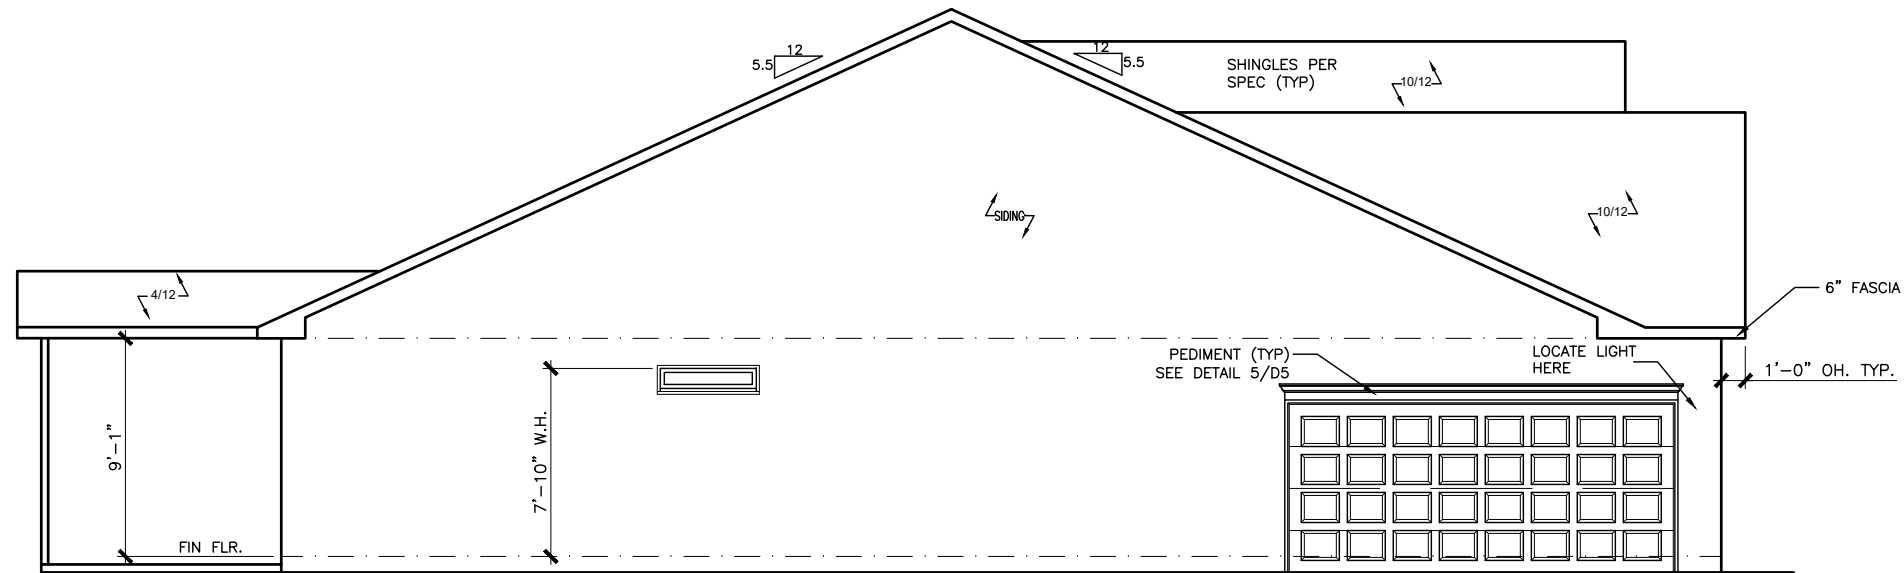 12
5.5
12
5.5
SHINGLES PER
SPEC (TYP)
10/12
SIDING
10/12
4/12
6" FASCIA
PEDIMENT (TYP)
SEE DETAIL 5/D5
LOCATE LIGHT
HERE
1'-0" OH. TYP.
9'-1"
7'-10" W.H.
FIN FLR.